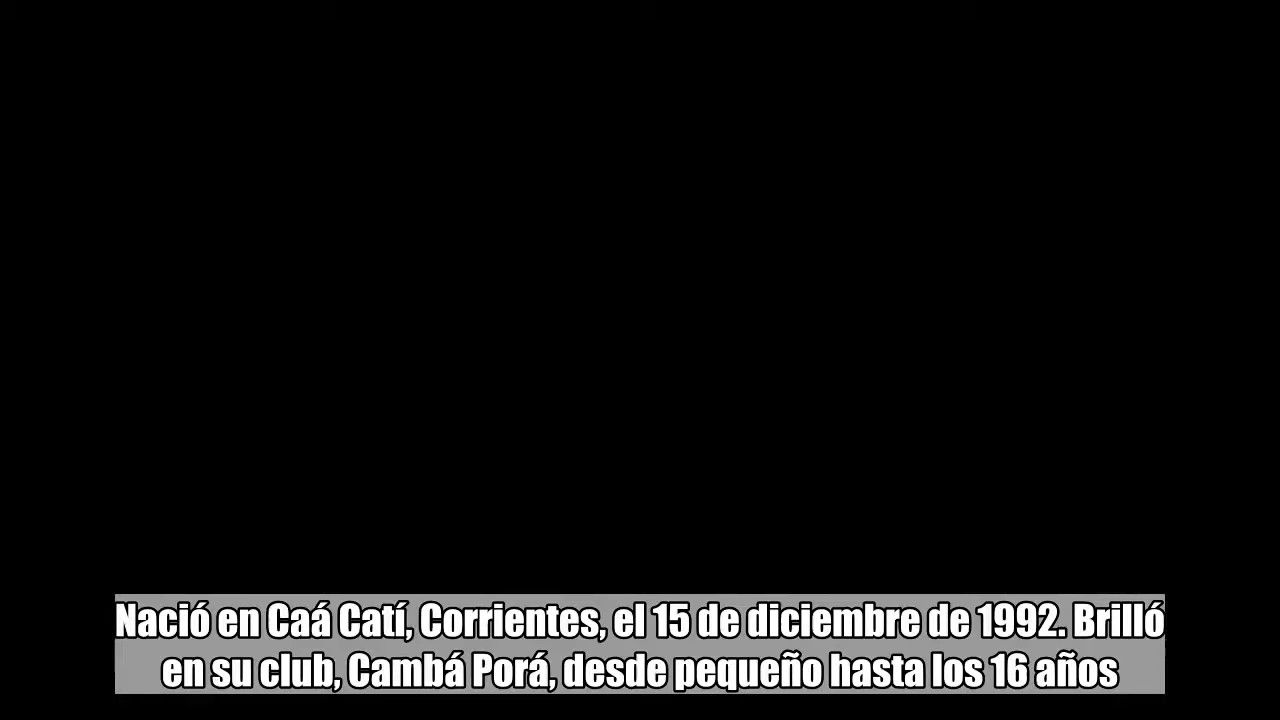 Nació en Caá Catí, Corrientes, el 15 de diciembre de 1992. Brilló
en su club, Cambá Porá, desde pequeño hasta los 16 años